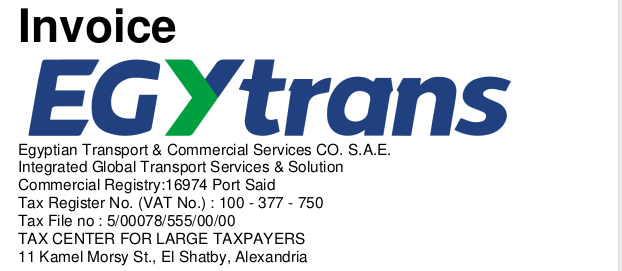 Invoice
EGYtrans
Egyptian Transport & Commercial Services CO. S.A.E.
Integrated Global Transport Services & Solution
Commercial Registry:16974 Port Said
Tax Register No. (VAT No.) : 100 - 377 - 750
Tax File no : 5/00078/555/00/00
TAX CENTER FOR LARGE TAXPAYERS
11 Kamel Morsy St., El Shatby, Alexandria